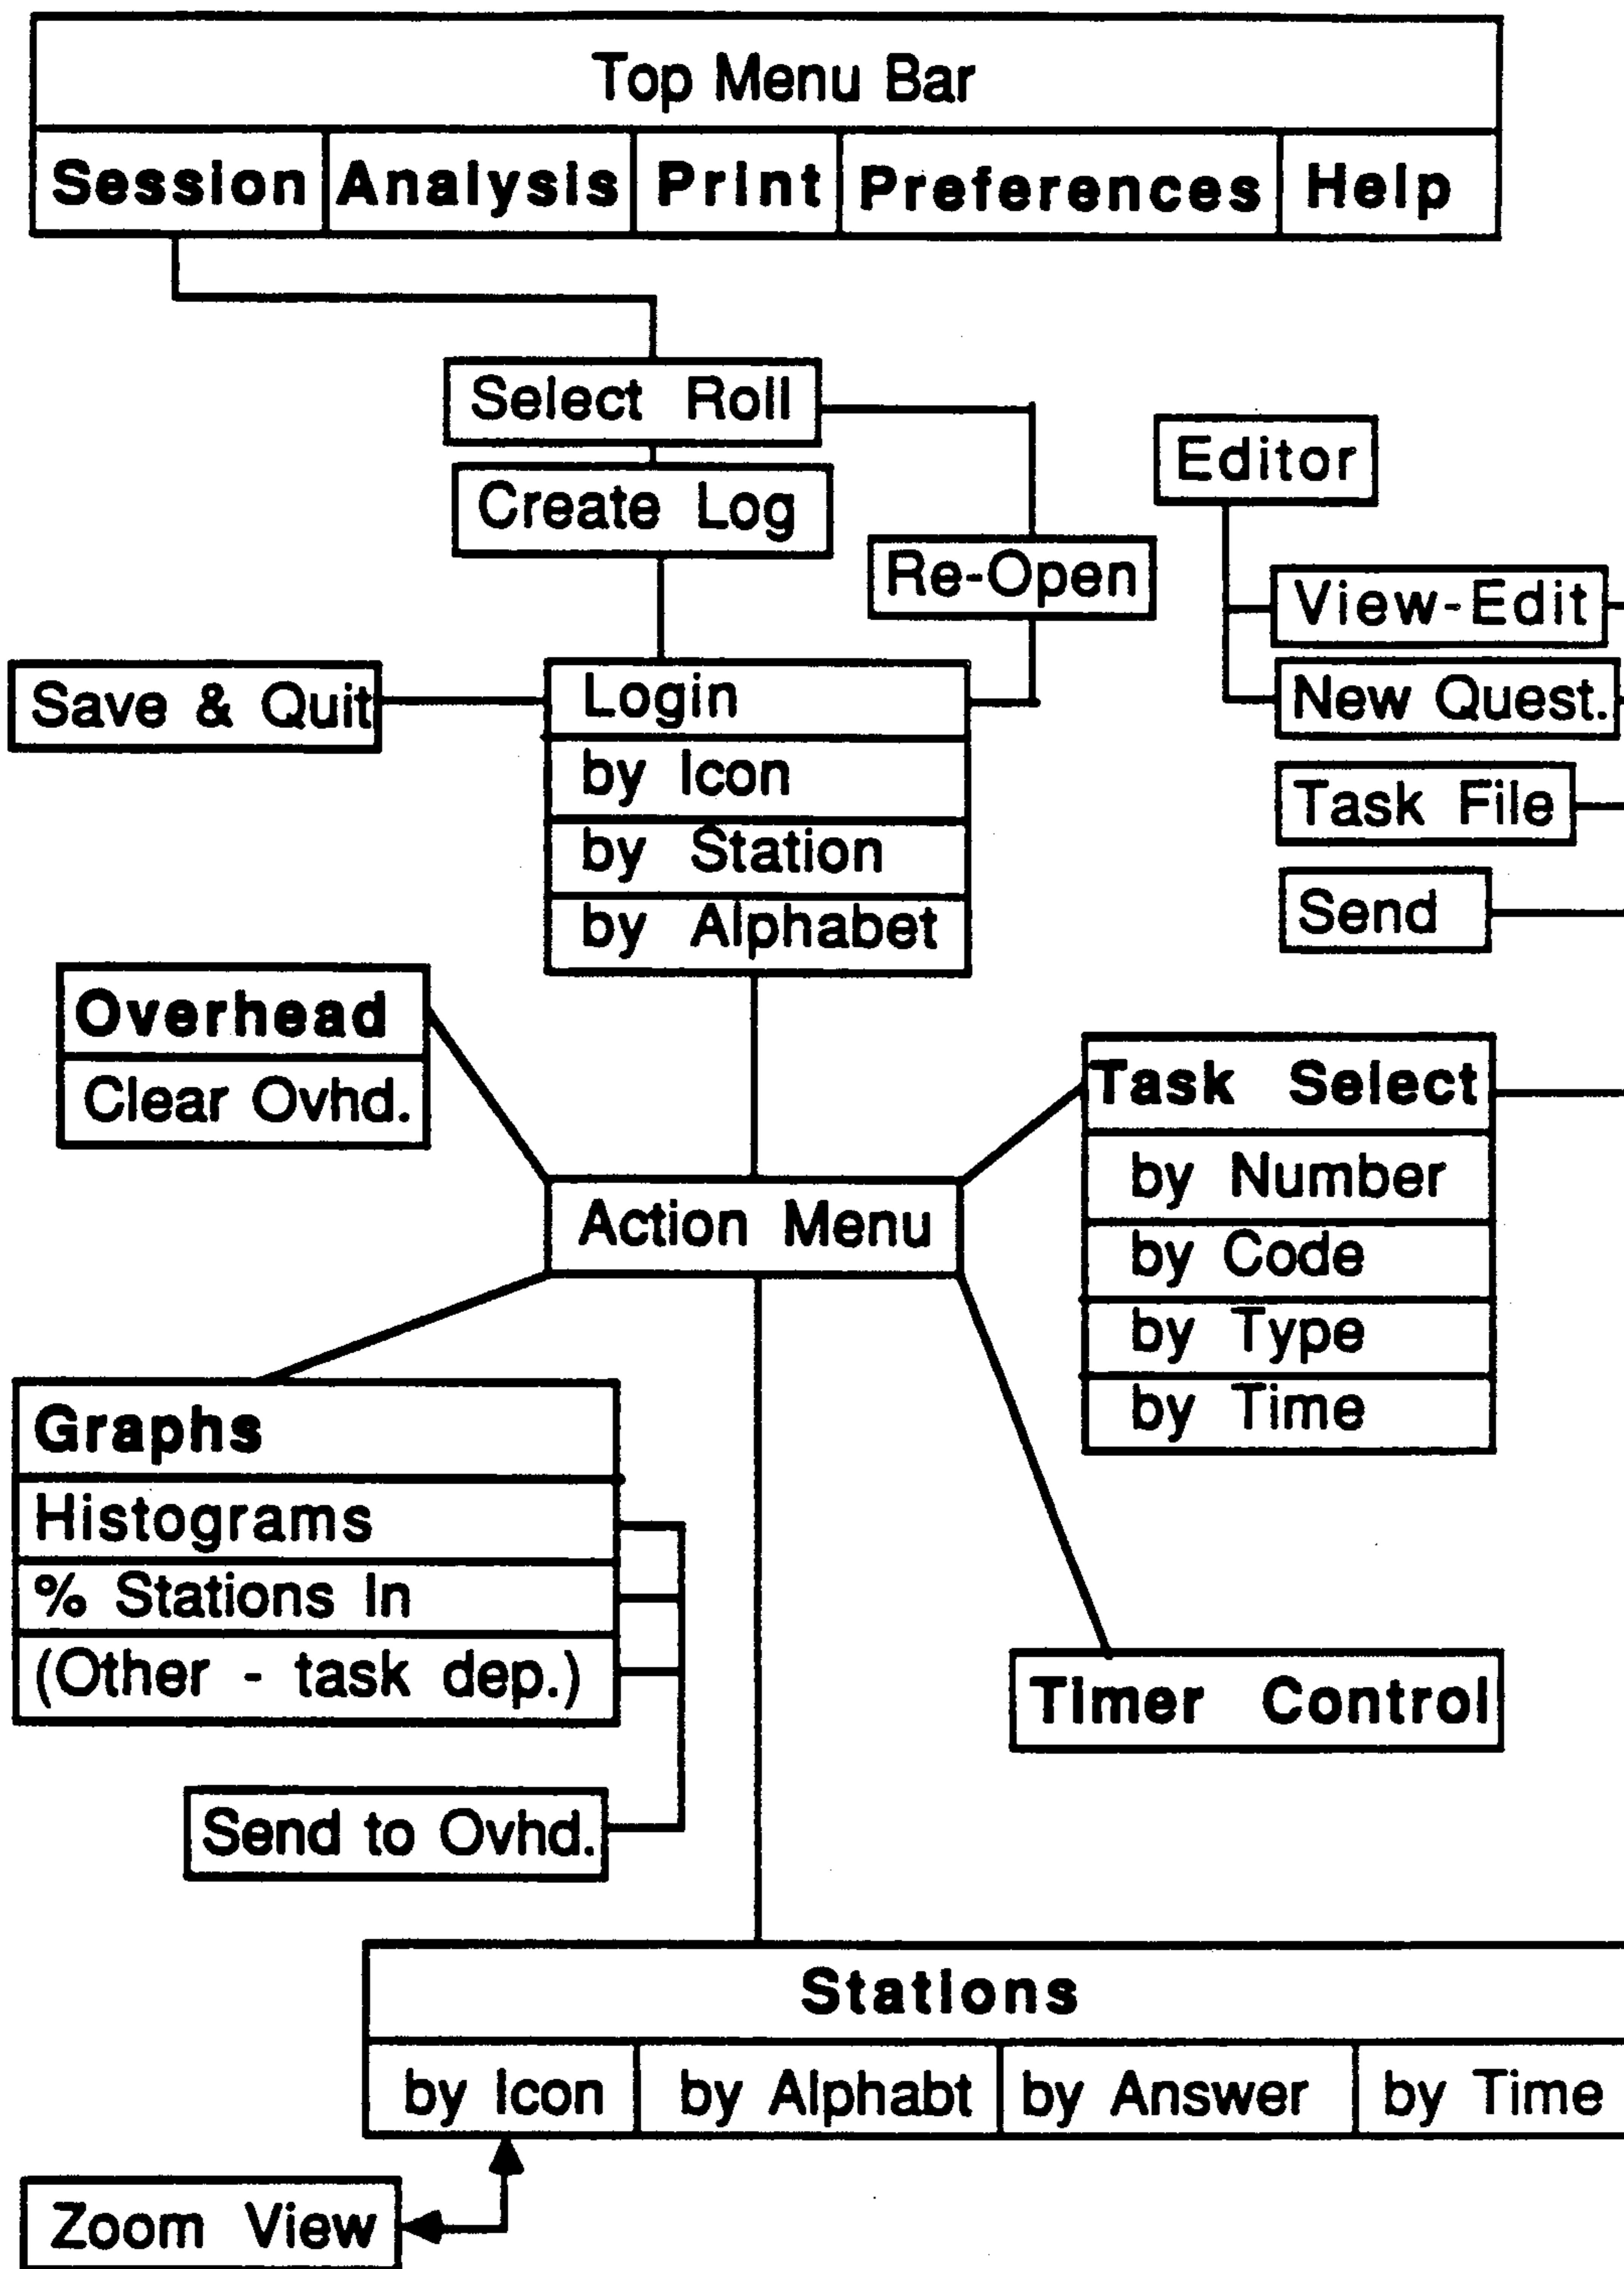 Top Menu Bar
Session Analysis Print Preferences Help
Select Roll
Create Log
Editor
Re-Open
View-Edit
New Quest.
Save & Quit
Login
by Icon
by Station
by Alphabet
Task File
Send
Overhead
Clear Ovhd.
Task Select
by Number
by Code
by Type
by Time
Action Menu
Graphs
Histograms
% Stations In
(Other - task dep.)
Send to Ovhd.
Timer Control
Stations
by Icon by Alphabt by Answer by Time
Zoom View